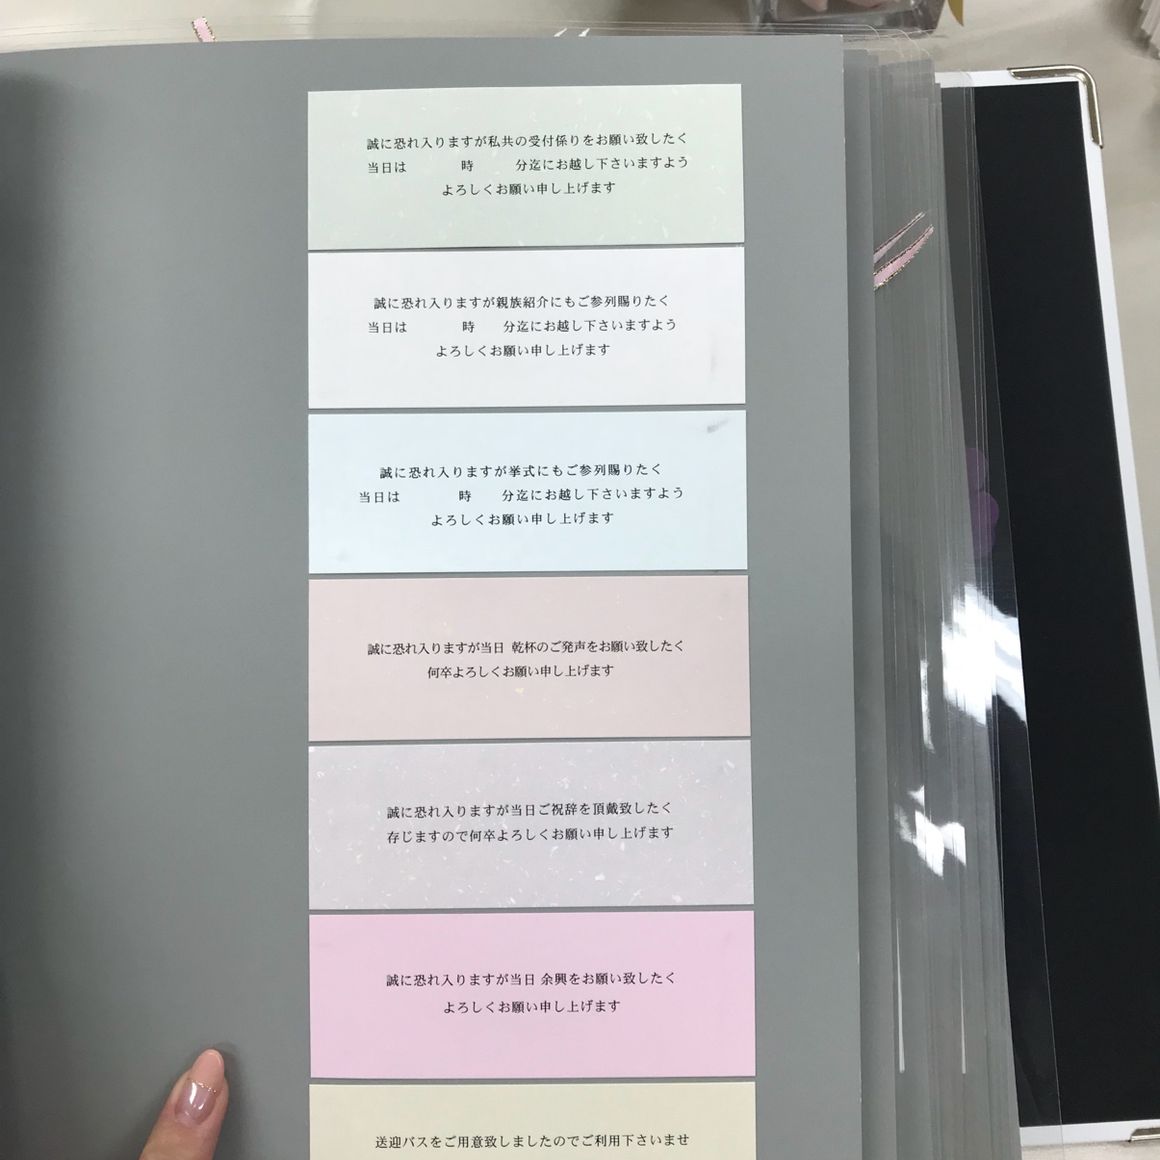 誠に恐れ入りますが私共の受付係りをお願い致したく
当日は　　　　時　　　分迄にお越し下さいますよう
よろしくお願い申し上げます
誠に恐れ入りますが親族紹介にもご参列賜りたく
当日は　　　　時　　分迄にお越し下さいますよう
よろしくお願い申し上げます
誠に恐れ入りますが挙式にもご参列賜りたく
当日は　　　　時　　分迄にお越し下さいますよう
よろしくお願い申し上げます
誠に恐れ入りますが当日 乾杯のご発声をお願い致したく
何卒よろしくお願い申し上げます
誠に恐れ入りますが当日ご祝辞を頂戴致したく
存じますので何卒よろしくお願い申し上げます
誠に恐れ入りますが当日 余興をお願い致したく
よろしくお願い申し上げます
送迎バスをご用意致しましたのでご利用下さいませ